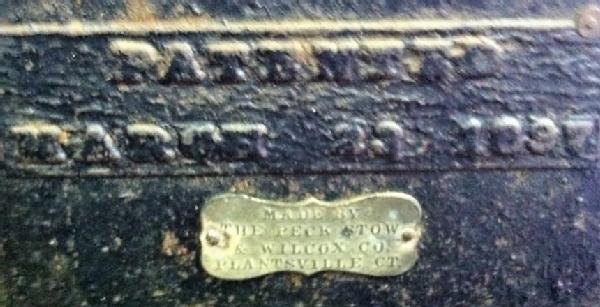 PATENTED
MARCH 23 1897
MADE BY
THE PECK STOW
& WILCOX CO.
PLANTSVILLE CT.